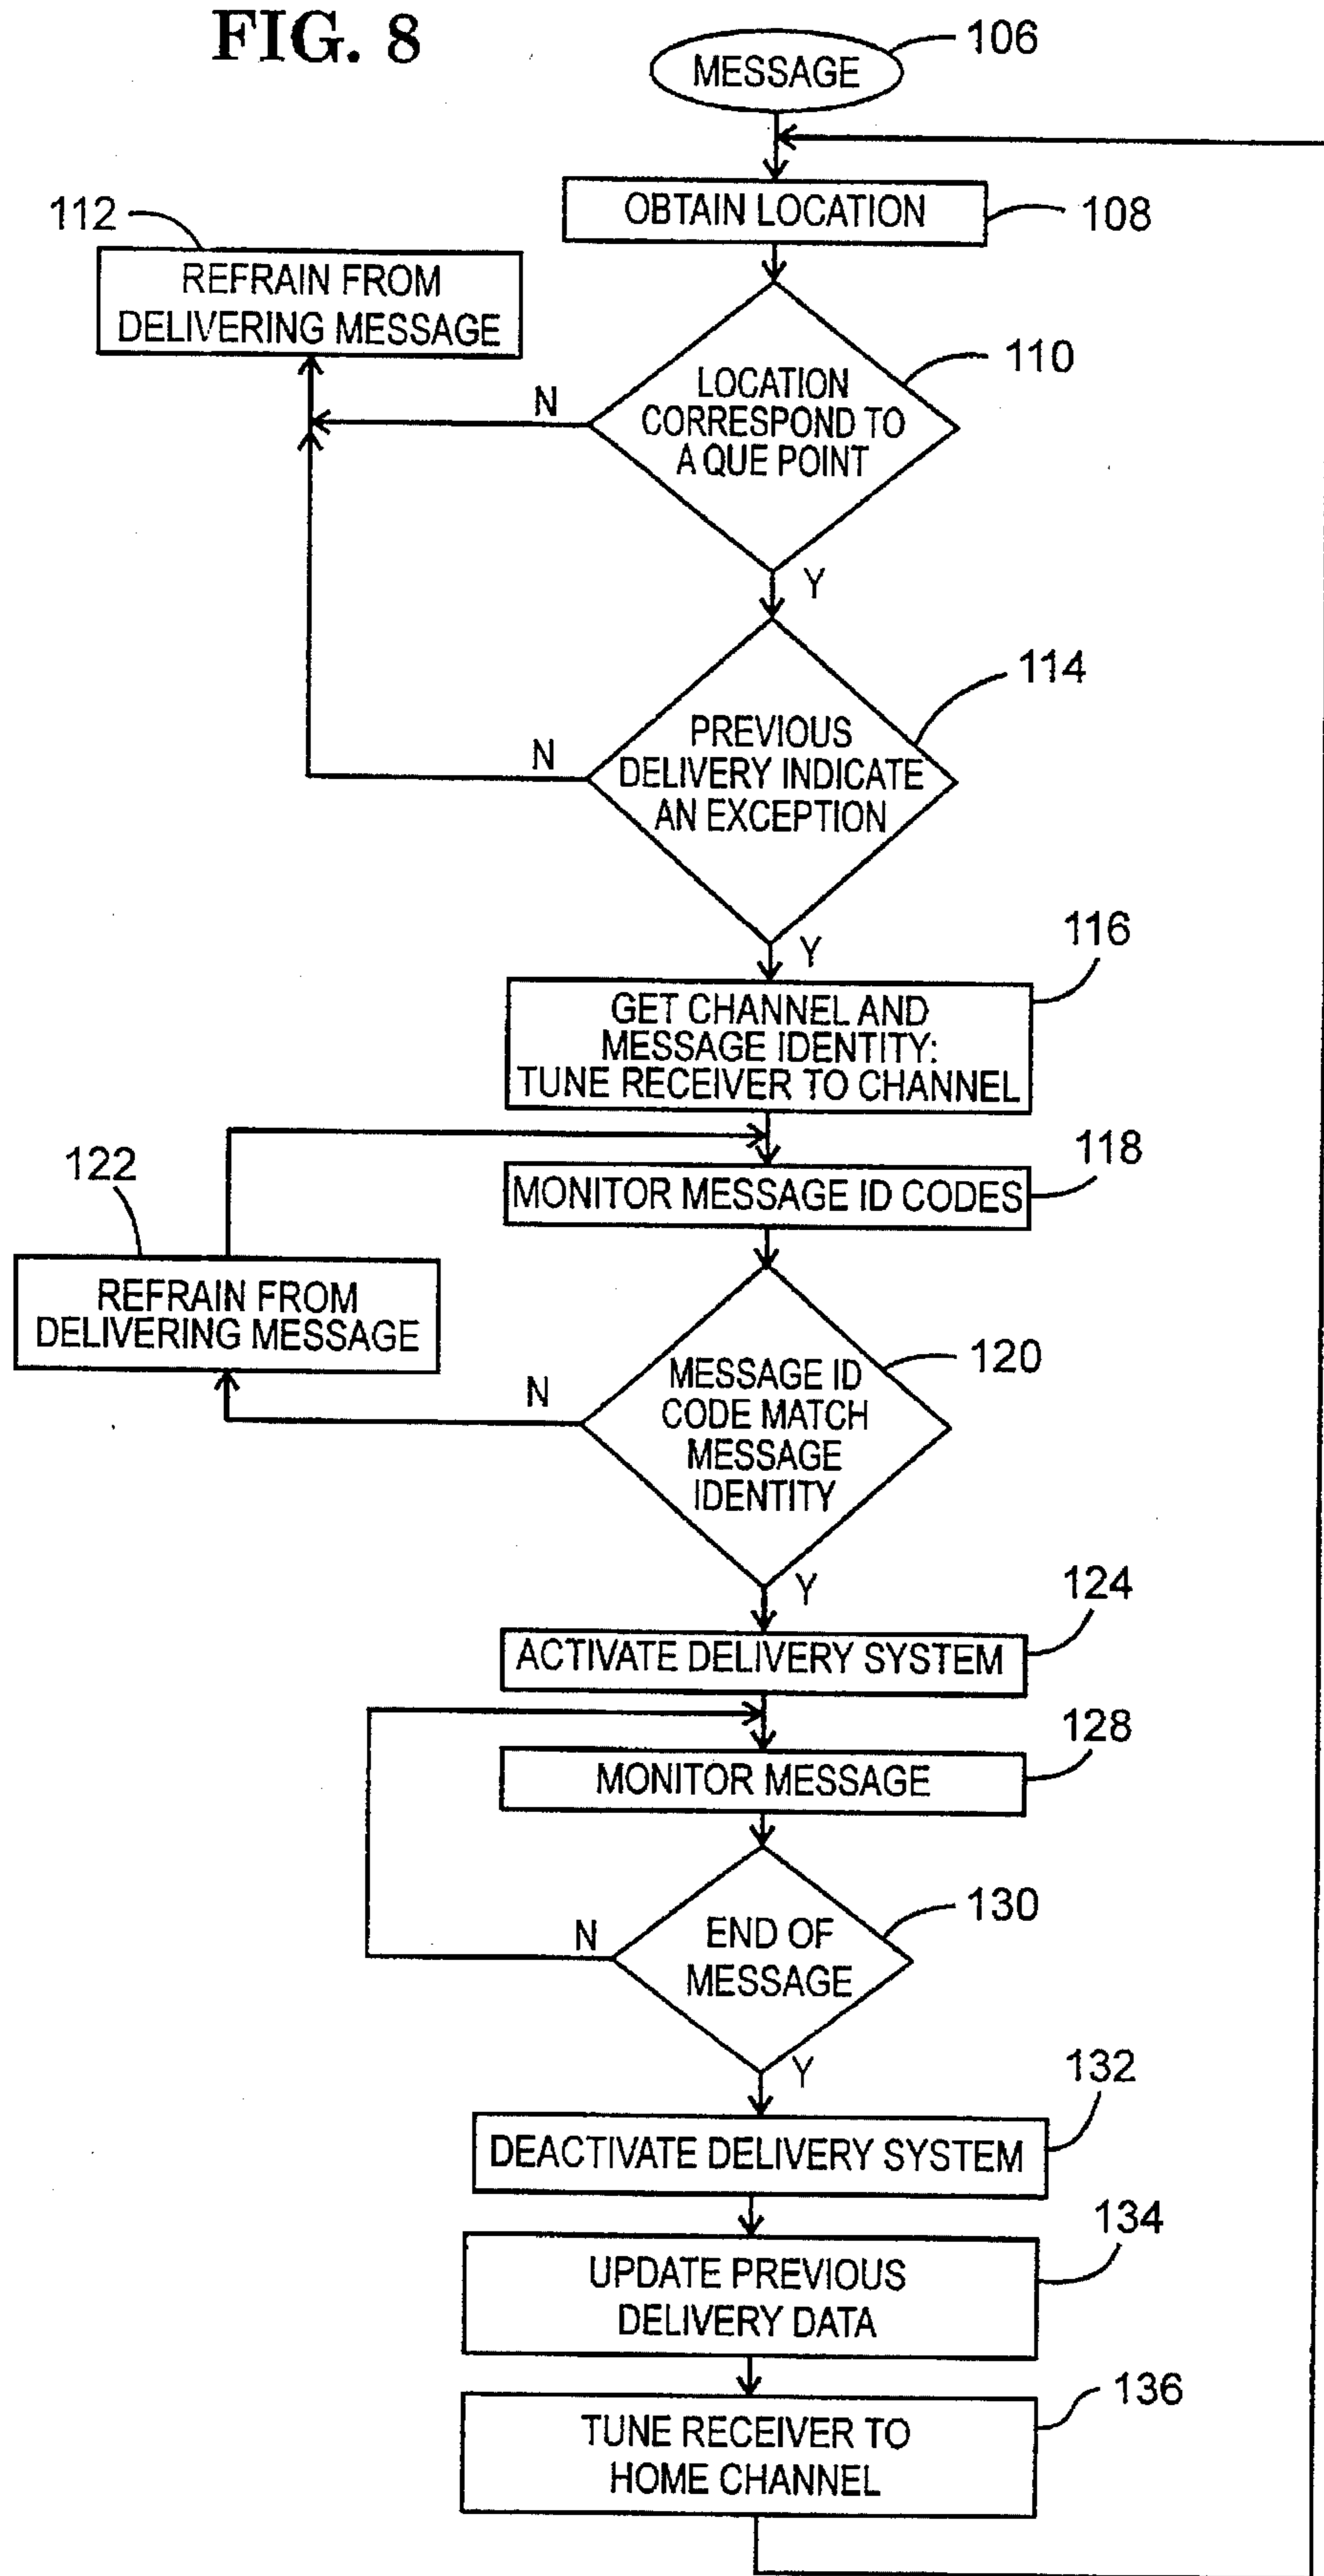 FIG. 8
MESSAGE
106
OBTAIN LOCATION
108
112
REFRAIN FROM
DELIVERING MESSAGE
N
LOCATION
CORRESPOND TO
A QUE POINT
110
Y
N
PREVIOUS
DELIVERY INDICATE
AN EXCEPTION
114
Y
116
GET CHANNEL AND
MESSAGE IDENTITY:
TUNE RECEIVER TO CHANNEL
118
MONITOR MESSAGE ID CODES
122
REFRAIN FROM
DELIVERING MESSAGE
N
MESSAGE ID
CODE MATCH
MESSAGE
IDENTITY
120
Y
124
ACTIVATE DELIVERY SYSTEM
128
MONITOR MESSAGE
N
END OF
MESSAGE
130
Y
132
DEACTIVATE DELIVERY SYSTEM
134
UPDATE PREVIOUS
DELIVERY DATA
136
TUNE RECEIVER TO
HOME CHANNEL